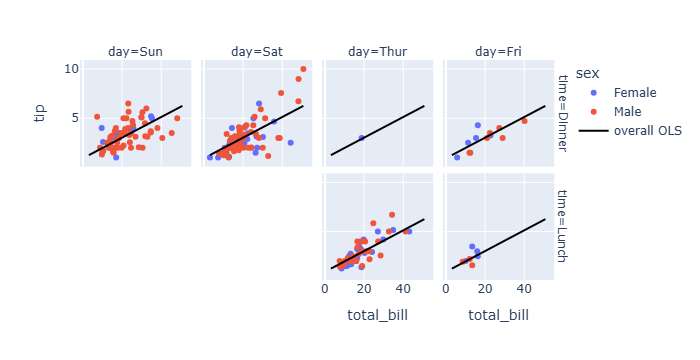 day=Sun day=Sat day=Thur day=Fri
sex
Female
Male
overall OLS
10
5
tip
time=Dinner
time=Lunch
0 20 40 0 20 40
total_bill total_bill